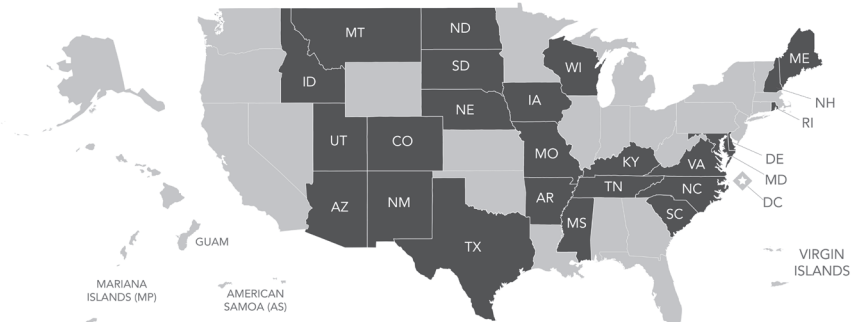 MT
ND
ME
SD
WI
ID
NH
NE
IA
RI
UT
CO
MO
KY
VA
DE
MD
TN
NC
AZ
NM
AR
DC
SC
MS
TX
GUAM
VIRGIN
ISLANDS
MARIANA
ISLANDS (MP)
AMERICAN
SAMOA (AS)